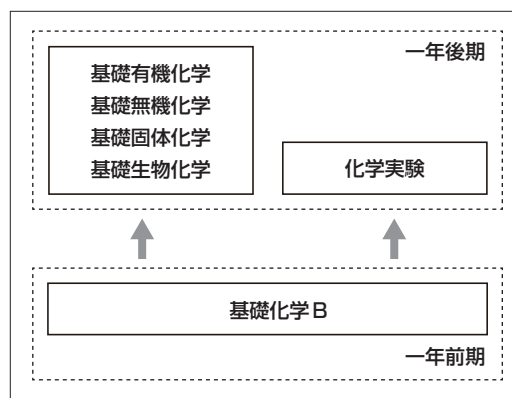 一年後期
基礎有機化学
基礎無機化学
基礎固体化学
基礎生物化学
化学実験
基礎化学B
一年前期